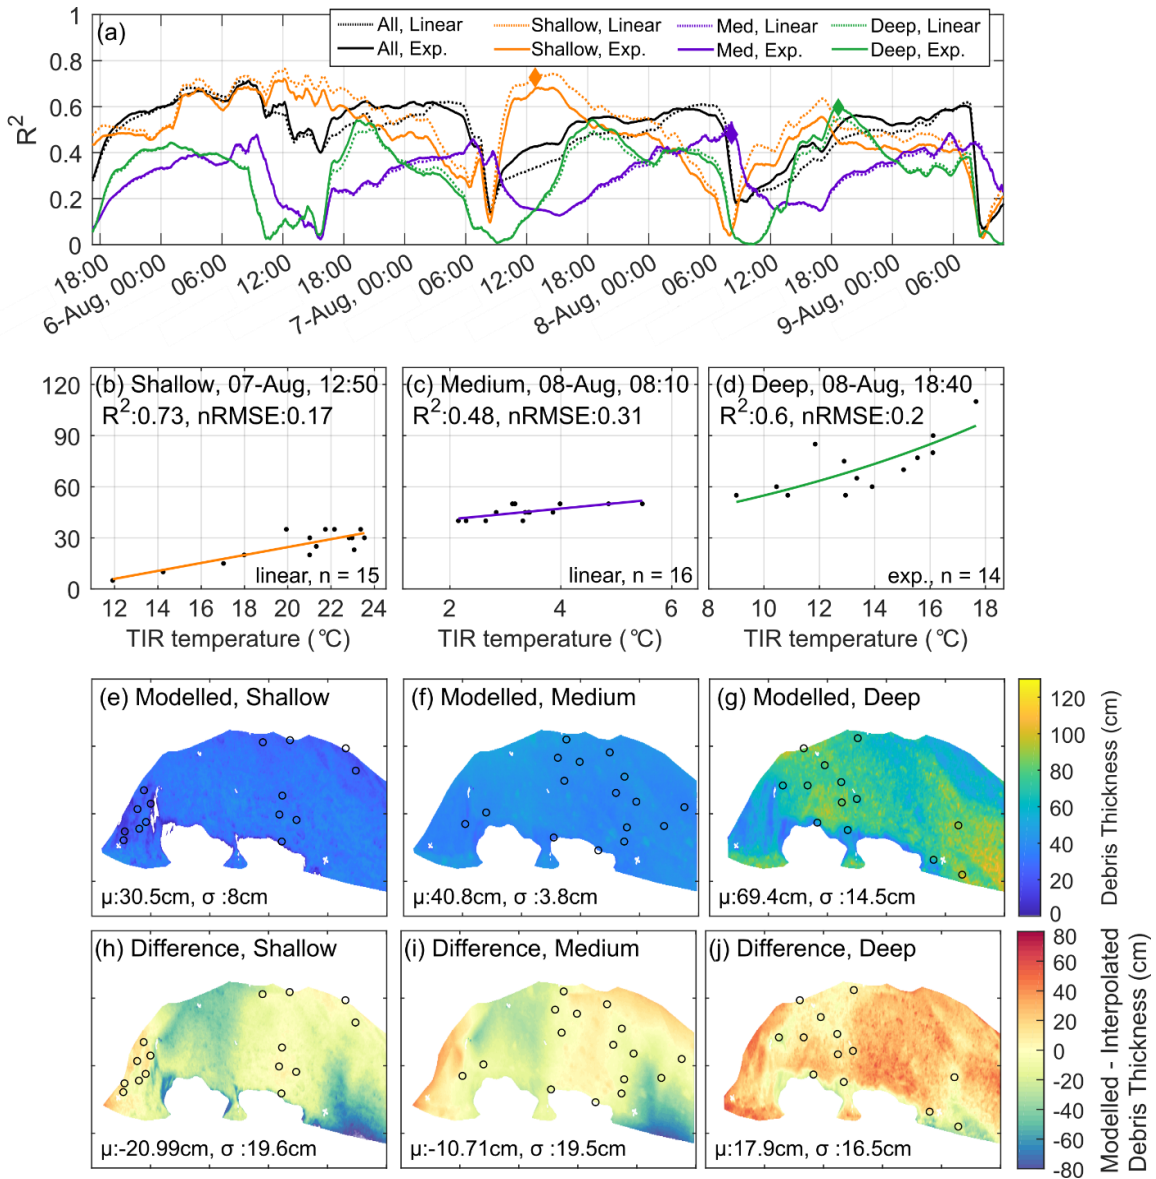 (a)
All, Linear
Shallow, Linear
Med, Linear
Deep, Linear
All, Exp.
Shallow, Exp.
Med, Exp.
Deep, Exp.
R²
1
0.8
0.6
0.4
0.2
0
18:00
6-Aug, 00:00
06:00
12:00
18:00
7-Aug, 00:00
06:00
12:00
18:00
8-Aug, 00:00
06:00
12:00
18:00
9-Aug, 00:00
06:00
(b) Shallow, 07-Aug, 12:50
R²:0.73, nRMSE:0.17
linear, n = 15
120
90
60
30
0
12 14 16 18 20 22 24
TIR temperature (°C)
(c) Medium, 08-Aug, 08:10
R²:0.48, nRMSE:0.31
linear, n = 16
2 4 6
TIR temperature (°C)
(d) Deep, 08-Aug, 18:40
R²:0.6, nRMSE:0.2
exp., n = 14
8 10 12 14 16 18
TIR temperature (°C)
(e) Modelled, Shallow
μ:30.5cm, σ :8cm
(f) Modelled, Medium
μ:40.8cm, σ :3.8cm
(g) Modelled, Deep
μ:69.4cm, σ :14.5cm
120
100
80
60
40
20
0
Debris Thickness (cm)
(h) Difference, Shallow
μ:-20.99cm, σ :19.6cm
(i) Difference, Medium
μ:-10.71cm, σ :19.5cm
(j) Difference, Deep
μ:17.9cm, σ :16.5cm
80
60
40
20
0
-20
-40
-60
-80
Modelled - Interpolated
Debris Thickness (cm)